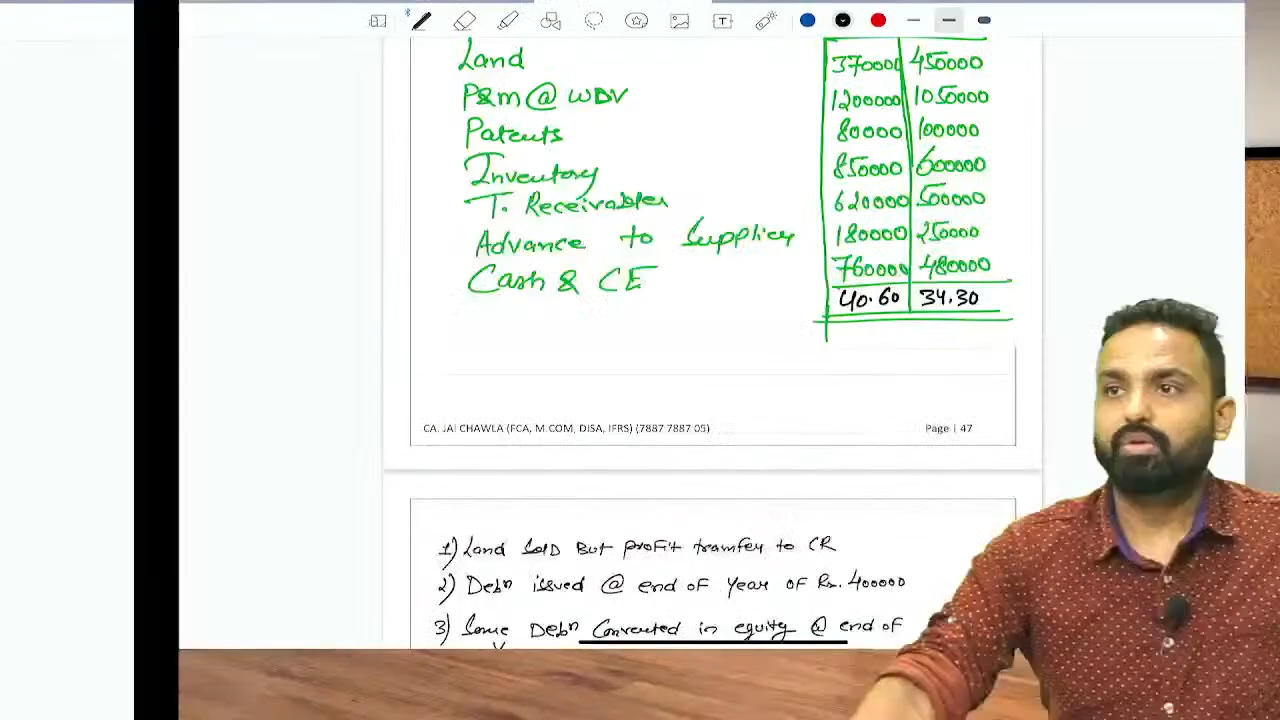 T
Land 370000 450000
P&M @ WDV 1200000 1050000
Patents 80000 100000
Inventory 850000 600000
T. Receivables 620000 500000
Advance to Supplier 180000 250000
Cash & CE 760000 480000
40.60 34.30
CA. JAI CHAWLA (FCA, M.COM, DISA, IFRS) (7887 7887 05) Page | 47
1) Land Sold But profit transfer to CR
2) Debn issued @ end of Year of Rs. 400000
3) Some Debn Converted in equity @ end of